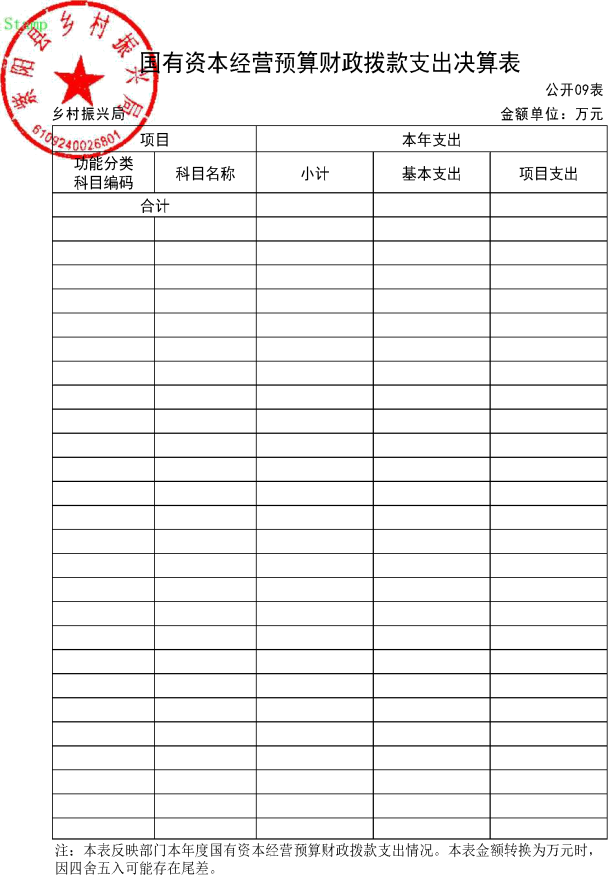 Stamp
紫阳县乡村振兴局
6109240026801
国有资本经营预算财政拨款支出决算表
公开09表
乡村振兴局 金额单位：万元
项目 本年支出
功能分类
科目编码 科目名称 小计 基本支出 项目支出
合计
注：本表反映部门本年度国有资本经营预算财政拨款支出情况。本表金额转换为万元时，
因四舍五入可能存在尾差。